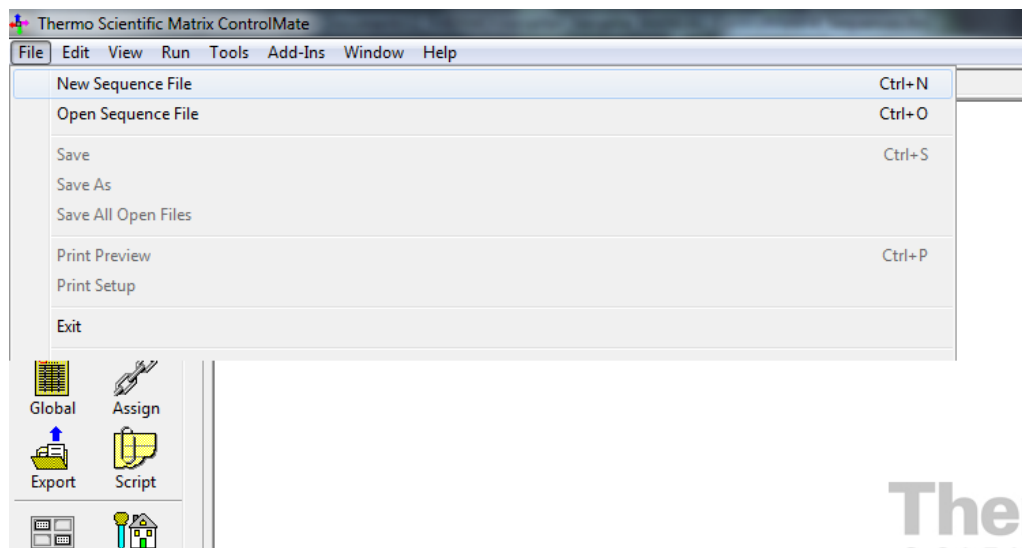 Thermo Scientific Matrix ControlMate
File Edit View Run Tools Add-Ins Window Help
New Sequence File Ctrl+N
Open Sequence File Ctrl+O
Save Ctrl+S
Save As
Save All Open Files
Print Preview Ctrl+P
Print Setup
Exit
Global Assign
Export Script
The